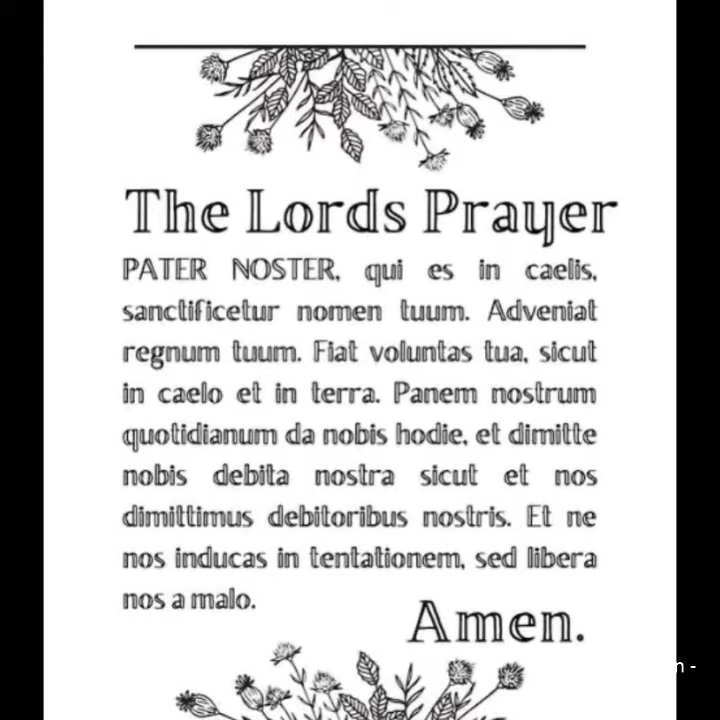 The Lords Prayer
PATER NOSTER, qui es in caelis,
sanctificetur nomen tuum. Adveniat
regnum tuum. Fiat voluntas tua, sicut
in caelo et in terra. Panem nostrum
quotidianum da nobis hodie, et dimitte
nobis debita nostra sicut et nos
dimittimus debitoribus nostris. Et ne
nos inducas in tentationem, sed libera
nos a malo.
Amen.